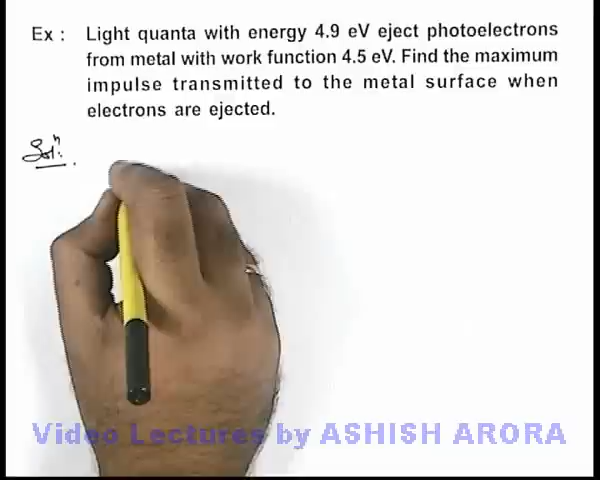 Ex : Light quanta with energy 4.9 eV eject photoelectrons
from metal with work function 4.5 eV. Find the maximum
impulse transmitted to the metal surface when
electrons are ejected.
Solⁿ:
Video Lectures by ASHISH ARORA